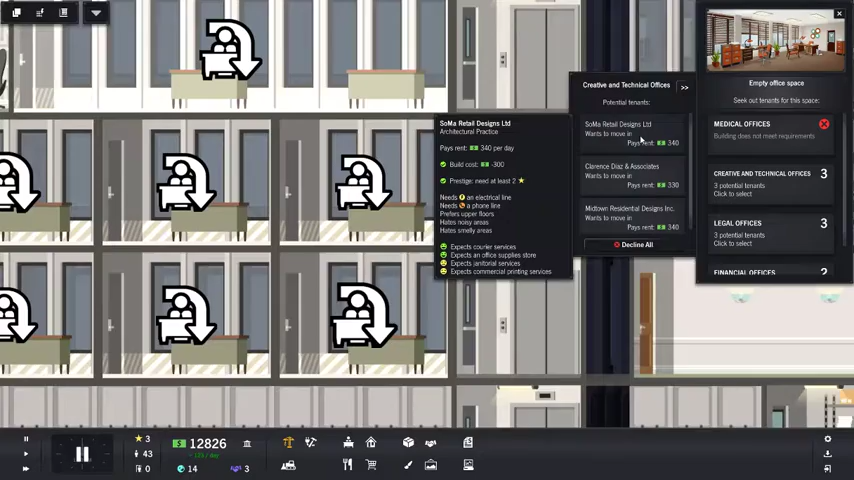 SoMa Retail Designs Ltd
Architectural Practice
Pays rent: 340 per day
Build cost: -300
Prestige: need at least 2
Needs an electrical line
Needs a phone line
Prefers upper floors
Hates noisy areas
Hates smelly areas
Expects courier services
Expects an office supplies store
Expects janitorial services
Expects commercial printing services
Creative and Technical Offices
>>
Potential tenants:
SoMa Retail Designs Ltd
Wants to move in
Pays rent: 340
Clarence Diaz & Associates
Wants to move in
Pays rent: 330
Midtown Residential Designs Inc.
Wants to move in
Pays rent: 340
Decline All
Empty office space
Seek out tenants for this space:
MEDICAL OFFICES
Building does not meet requirements
CREATIVE AND TECHNICAL OFFICES 3
3 potential tenants
Click to select
LEGAL OFFICES 3
3 potential tenants
Click to select
FINANCIAL OFFICES 2
3
43
0
$ 12826
14
3